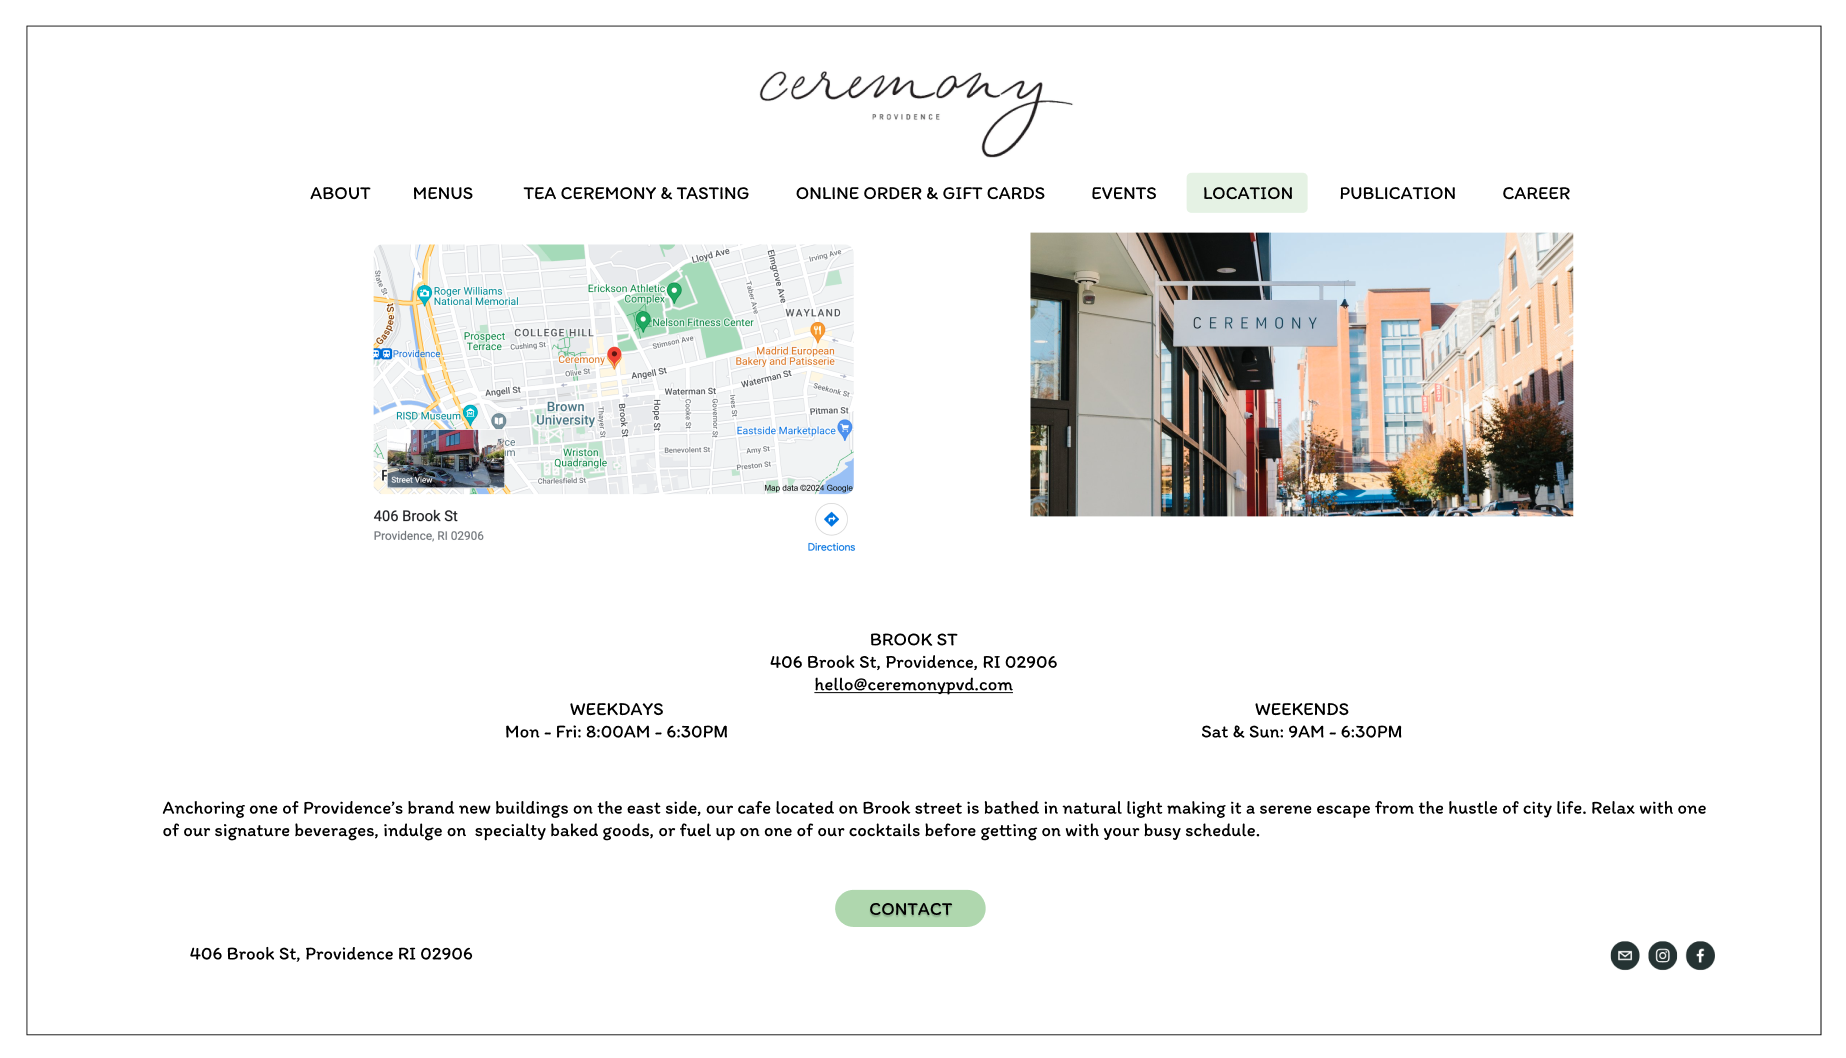 ceremony
PROVIDENCE
ABOUT MENUS TEA CEREMONY & TASTING ONLINE ORDER & GIFT CARDS EVENTS LOCATION PUBLICATION CAREER
State St
Gaspee St
Roger Williams
National Memorial
Providence
Prospect
Terrace
COLLEGE HILL
Cushing St
Ceremony
Olive St
Erickson Athletic
Complex
Nelson Fitness Center
Stimson Ave
Lloyd Ave
Elmgrove Ave
Taber Ave
Irving Ave
WAYLAND
Madrid European
Bakery and Patisserie
Angell St
Angell St
Waterman St
Waterman St
Seekonk St
Pitman St
RISD Museum
Brown
University
Thayer St
Brook St
Hope St
Cooke St
Governor St
Ives St
Eastside Marketplace
Wriston
Quadrangle
Benevolent St
Amy St
Preston St
Charlesfield St
Street View
Map data ©2024 Google
406 Brook St
Providence, RI 02906
Directions
CEREMONY
BROOK ST
406 Brook St, Providence, RI 02906
hello@ceremonypvd.com
WEEKDAYS
Mon - Fri: 8:00AM - 6:30PM
WEEKENDS
Sat & Sun: 9AM - 6:30PM
Anchoring one of Providence’s brand new buildings on the east side, our cafe located on Brook street is bathed in natural light making it a serene escape from the hustle of city life. Relax with one
of our signature beverages, indulge on  specialty baked goods, or fuel up on one of our cocktails before getting on with your busy schedule.
CONTACT
406 Brook St, Providence RI 02906